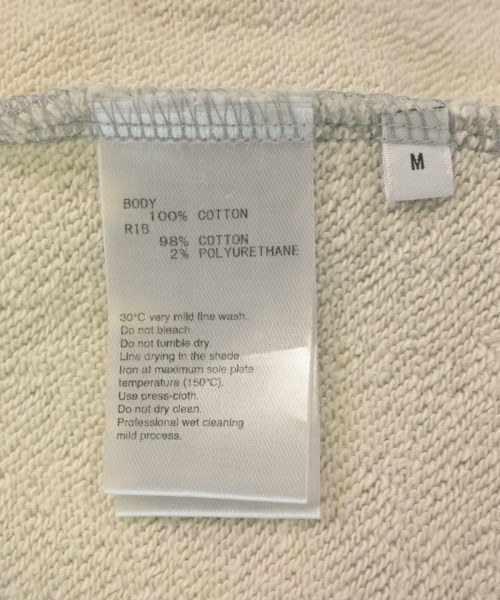 BODY
100% COTTON
RIB
98% COTTON
2% POLYURETHANE
M
30°C very mild fine wash.
Do not bleach.
Do not tumble dry.
Line drying in the shade.
Iron at maximum sole plate
temperature (150°C).
Use press-cloth.
Do not dry clean.
Professional wet cleaning
mild process.